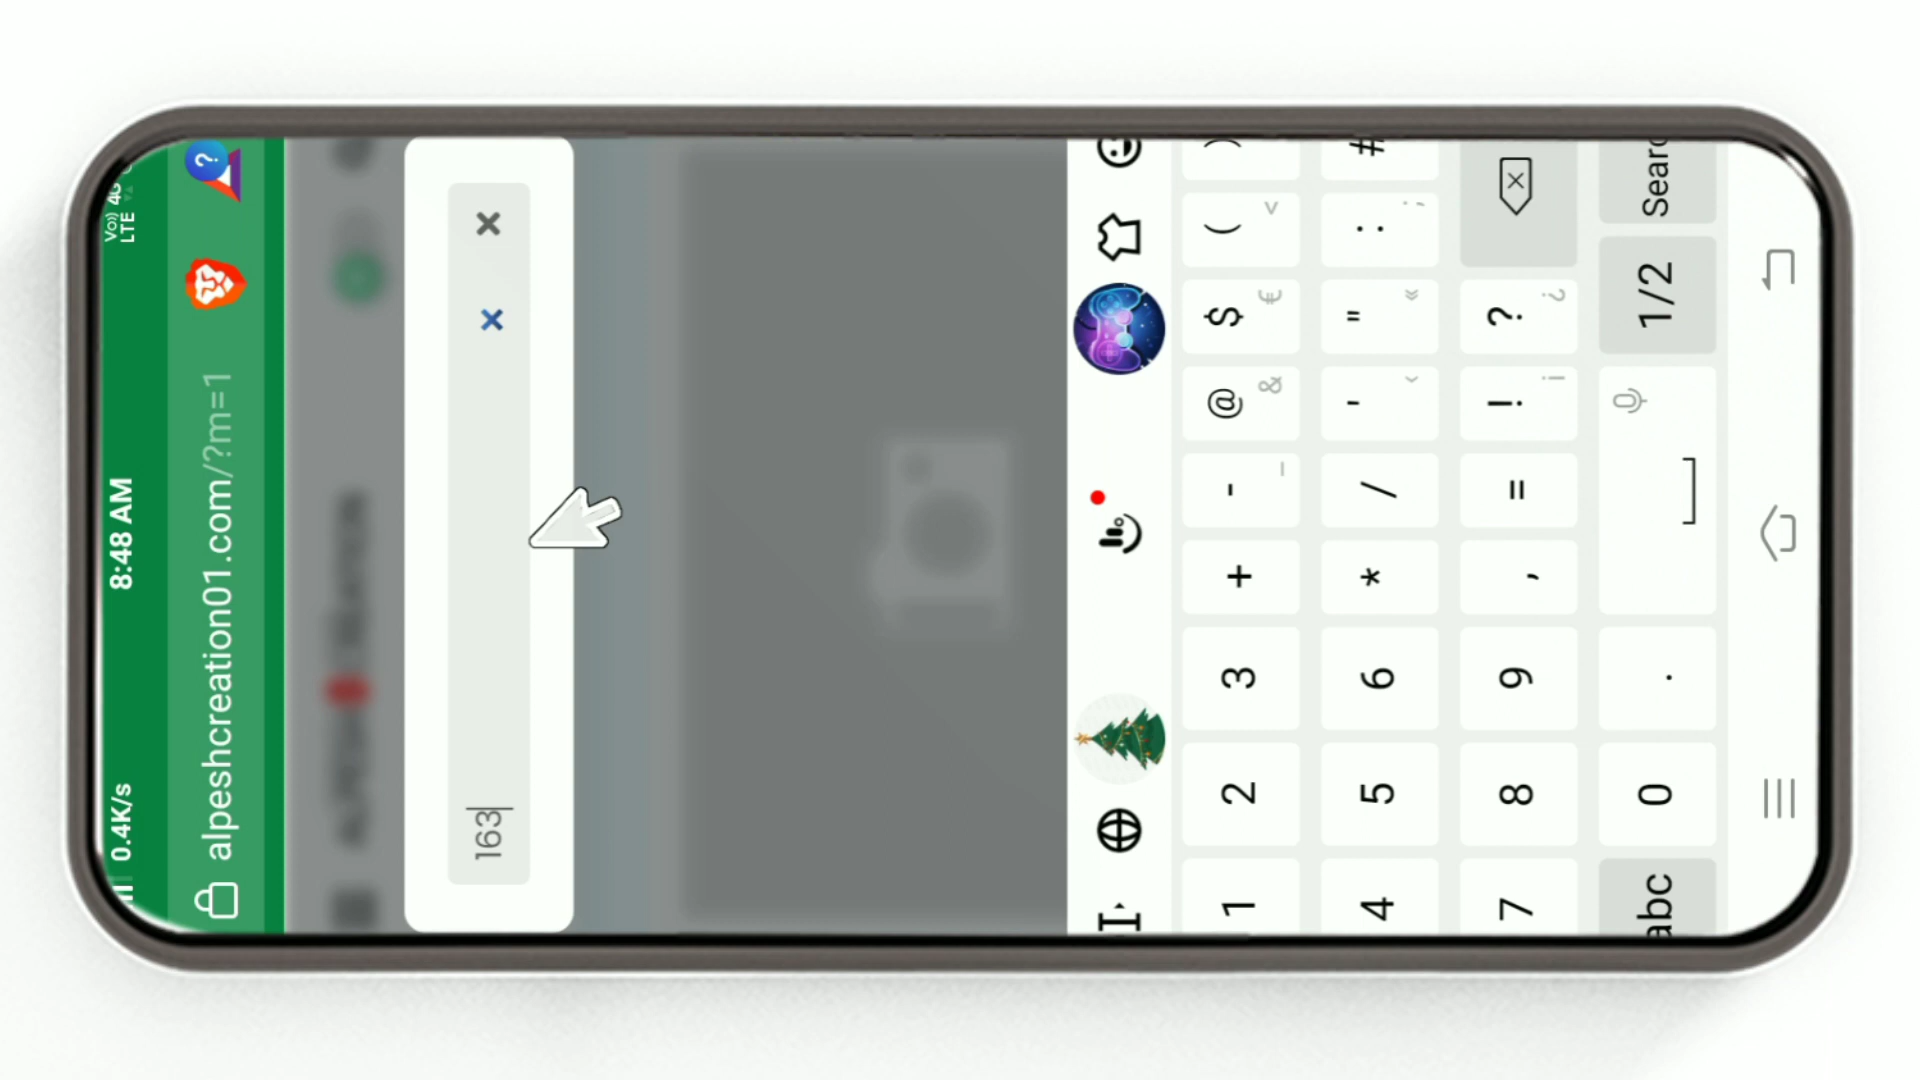 0.4K/s 8:48 AM Vo)) LTE 4G
alpeshcreation01.com/?m=1
163
1 2 3 + - @ & $ € ( < )
4 5 6 * / ' ‹ " « : ; #
7 8 9 , = ! ¡ ? ¿
abc 0 . 1/2 Sear